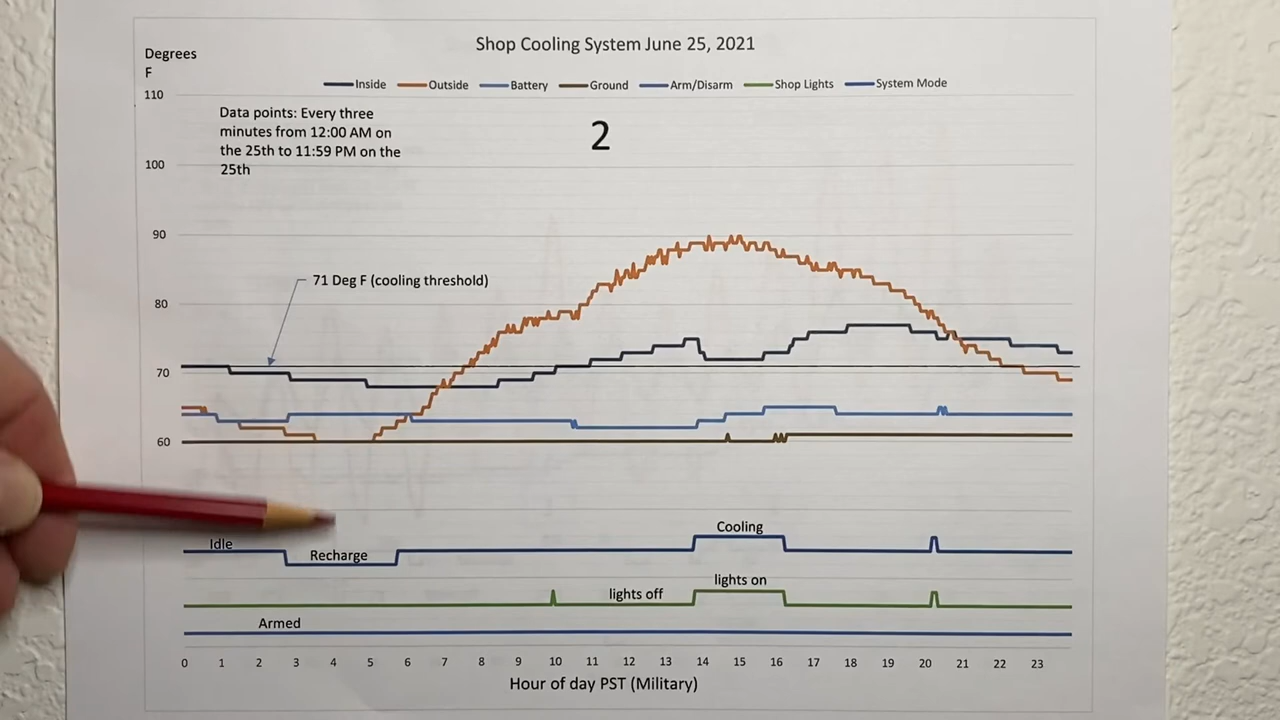 Shop Cooling System June 25, 2021
Degrees
F
Inside Outside Battery Ground Arm/Disarm Shop Lights System Mode
110
Data points: Every three
minutes from 12:00 AM on
the 25th to 11:59 PM on the
25th
2
100
90
71 Deg F (cooling threshold)
80
70
60
Cooling
Idle
Recharge
lights on
lights off
Armed
0 1 2 3 4 5 6 7 8 9 10 11 12 13 14 15 16 17 18 19 20 21 22 23
Hour of day PST (Military)